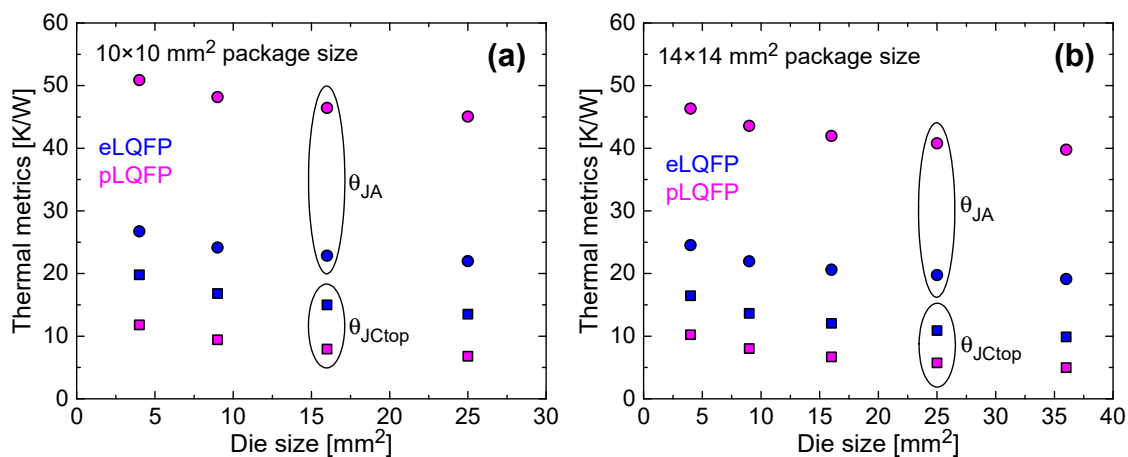 10×10 mm² package size
(a)
eLQFP
pLQFP
θJA
θJCtop
60
50
40
30
20
10
0
0 5 10 15 20 25 30
Thermal metrics [K/W]
Die size [mm²]
14×14 mm² package size
(b)
eLQFP
pLQFP
θJA
θJCtop
60
50
40
30
20
10
0
0 5 10 15 20 25 30 35 40
Thermal metrics [K/W]
Die size [mm²]